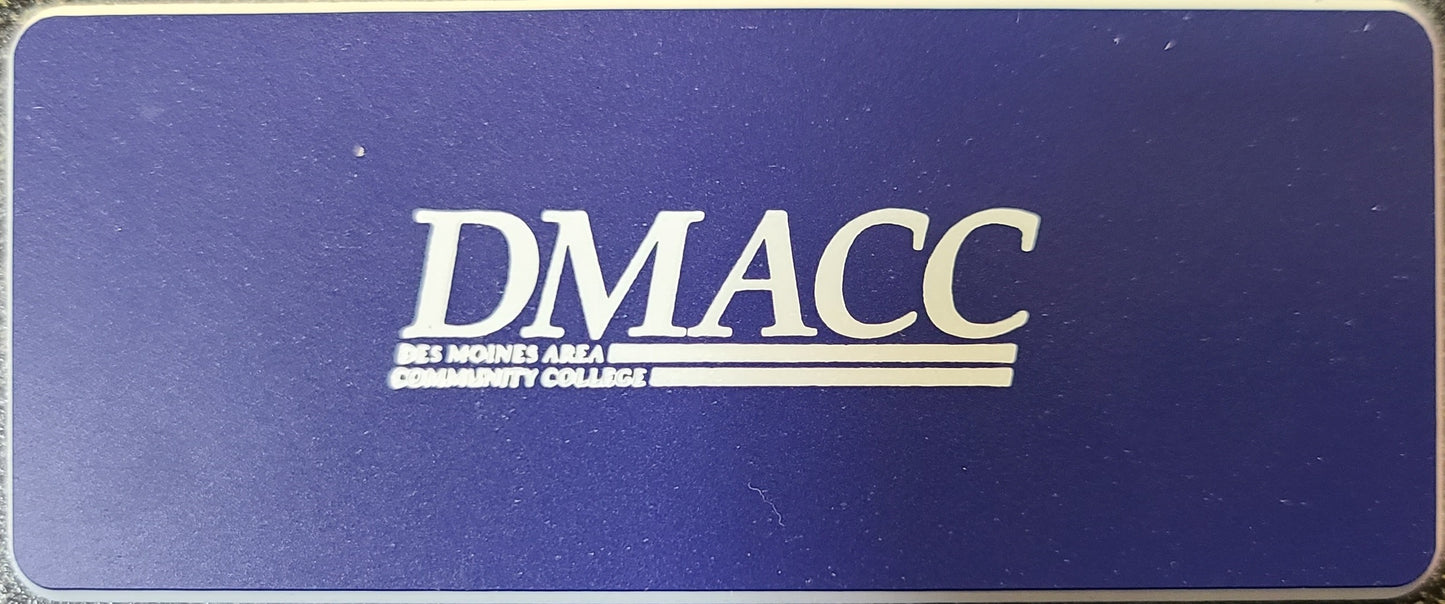 DMACC
DES MOINES AREA
COMMUNITY COLLEGE